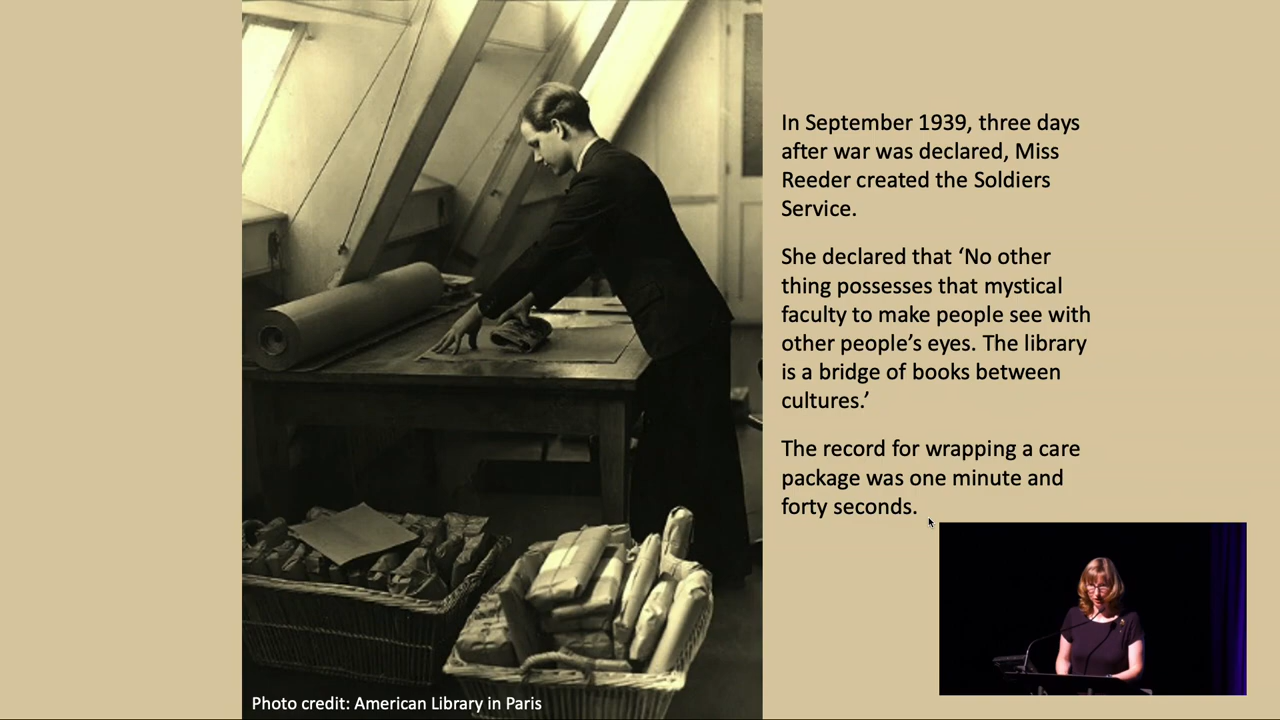 In September 1939, three days
after war was declared, Miss
Reeder created the Soldiers
Service.
She declared that ‘No other
thing possesses that mystical
faculty to make people see with
other people’s eyes. The library
is a bridge of books between
cultures.’
The record for wrapping a care
package was one minute and
forty seconds.
Photo credit: American Library in Paris